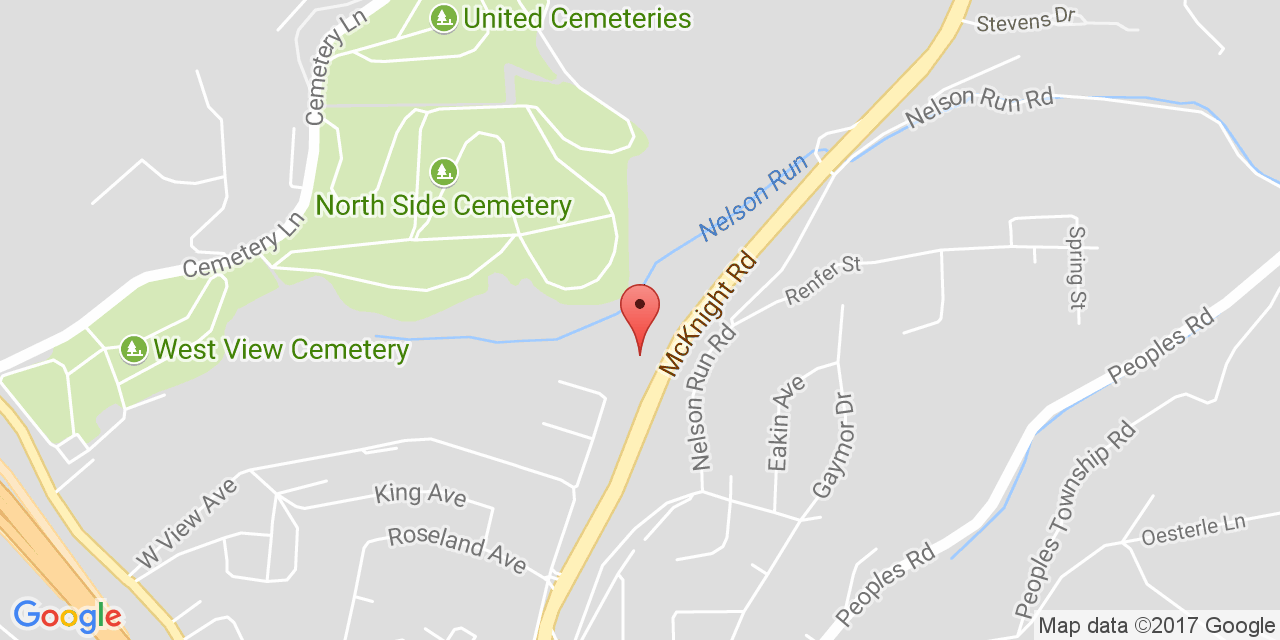 United Cemeteries
Stevens Dr
Cemetery Ln
Nelson Run Rd
Nelson Run
North Side Cemetery
Cemetery Ln
Spring St
McKnight Rd
Renfer St
West View Cemetery
Nelson Run Rd
Peoples Rd
Eakin Ave
Gaymor Dr
W View Ave
King Ave
Roseland Ave
Peoples Township Rd
Oesterle Ln
Peoples Rd
Google
Map data ©2017 Google